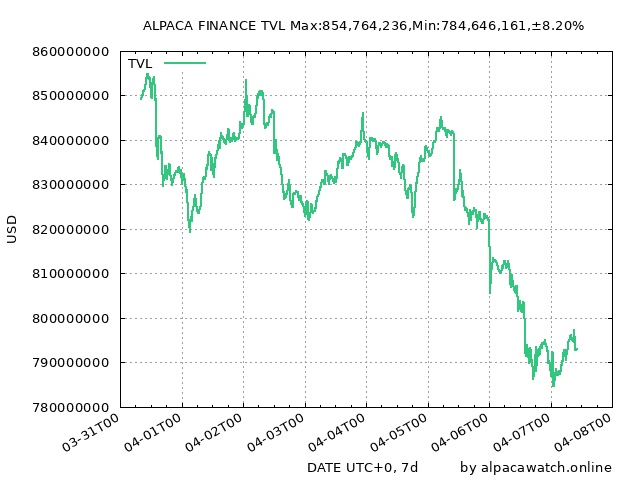 ALPACA FINANCE TVL Max:854,764,236,Min:784,646,161,±8.20%
TVL
860000000
850000000
840000000
830000000
820000000
810000000
800000000
790000000
780000000
USD
03-31T00
04-01T00
04-02T00
04-03T00
04-04T00
04-05T00
04-06T00
04-07T00
04-08T00
DATE UTC+0, 7d
by alpacawatch.online